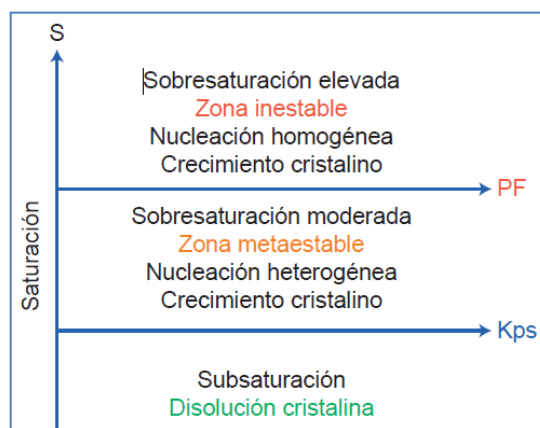 S
Sobresaturación elevada
Zona inestable
Nucleación homogénea
Crecimiento cristalino
PF
Saturación
Sobresaturación moderada
Zona metaestable
Nucleación heterogénea
Crecimiento cristalino
Kps
Subsaturación
Disolución cristalina